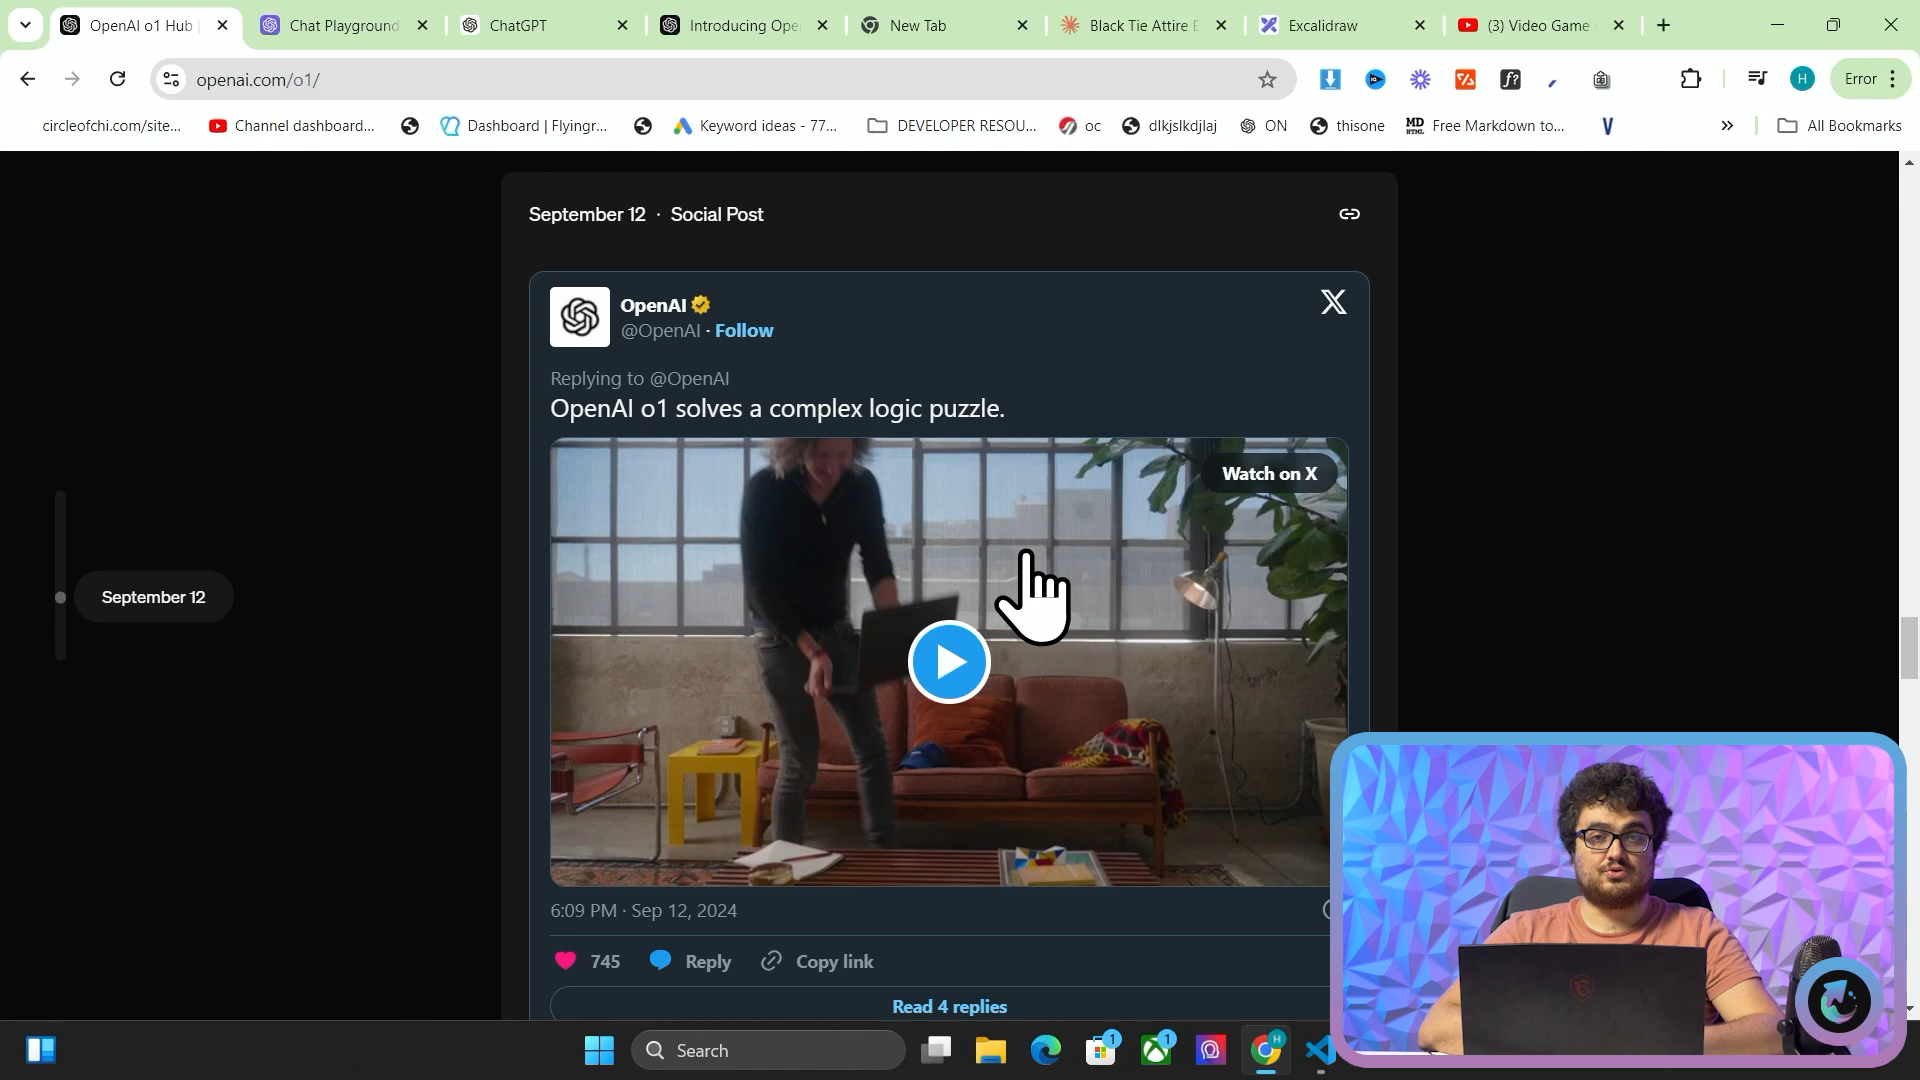 OpenAI o1 Hub |
Chat Playground
ChatGPT
Introducing Ope
New Tab
Black Tie Attire E
Excalidraw
(3) Video Game
openai.com/o1/
Error
circleofchi.com/site...
Channel dashboard...
Dashboard | Flyingr...
Keyword ideas - 77...
DEVELOPER RESOU...
oc
dlkjslkdjlaj
ON
thisone
Free Markdown to...
All Bookmarks
September 12 · Social Post
OpenAI
@OpenAI · Follow
Replying to @OpenAI
OpenAI o1 solves a complex logic puzzle.
Watch on X
September 12
6:09 PM · Sep 12, 2024
745
Reply
Copy link
Read 4 replies
Search